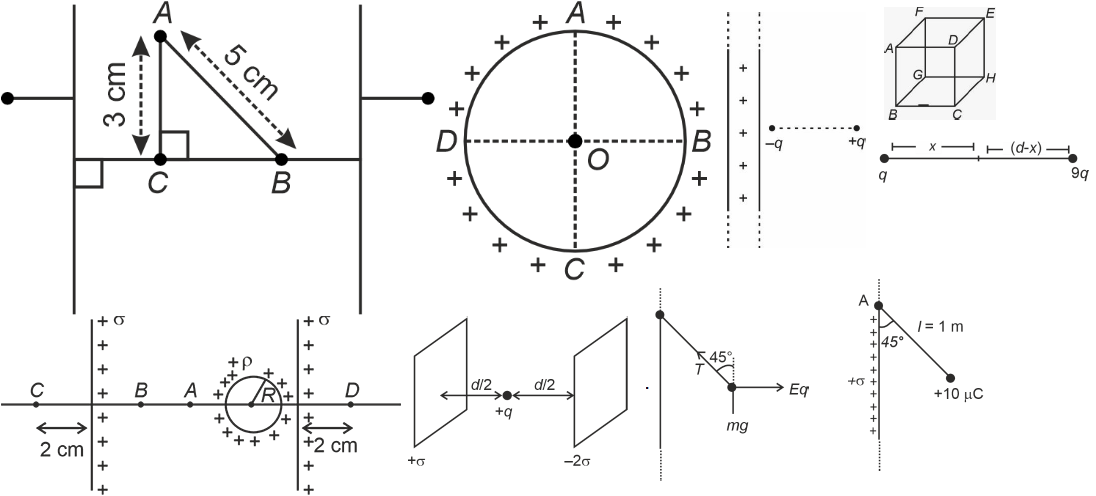 A
3 cm
5 cm
C
B
+ A +
+ +
+ +
+ +
D
O
B
+ +
+ +
+ +
+ C +
+
+
+
+
+
–q
+q
F
E
A
D
G
H
B
C
x
(d-x)
q
9q
+ σ
+
+
+
+
+
+
+
+ σ
+
+
+
+
+
+
+
+ ρ
+ + + + + + + + + + + +
R
C
B
A
D
2 cm
2 cm
d/2
d/2
+q
+σ
–2σ
45°
T
Eq
mg
A
l = 1 m
45°
+
+
+
+
+
+σ
+
+
+
+
+10 μC